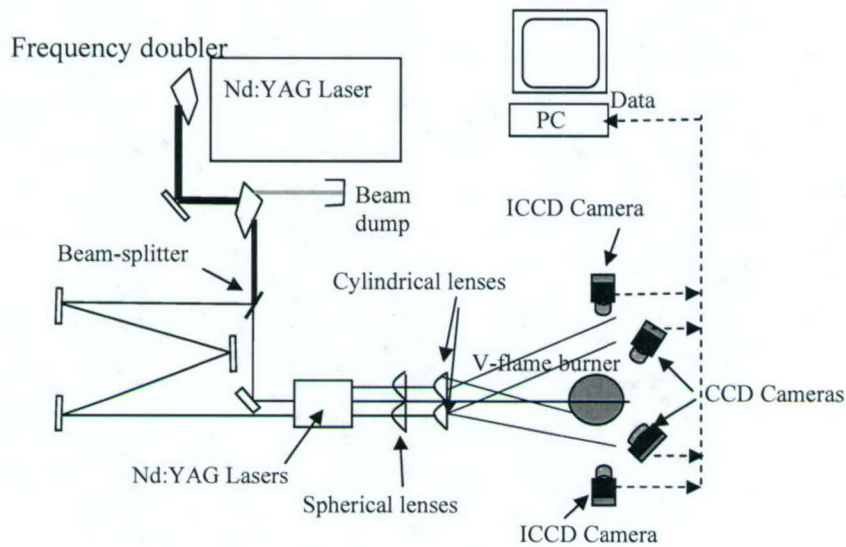 Frequency doubler
Nd:YAG Laser
Data
PC
Beam
dump
ICCD Camera
Beam-splitter
Cylindrical lenses
V-flame burner
CCD Cameras
Nd:YAG Lasers
Spherical lenses
ICCD Camera